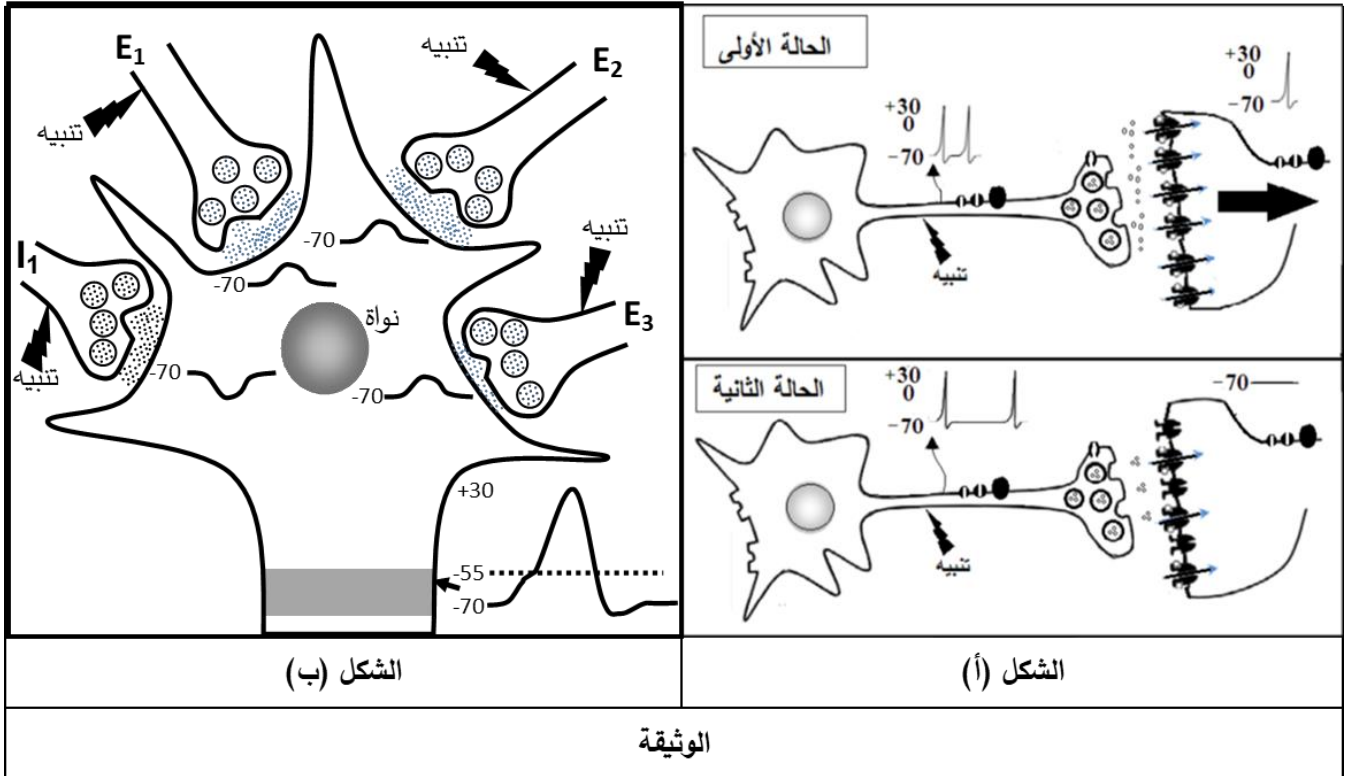 الحالة الأولى
+30
0
-70
+30
0
-70
تنبيه
الحالة الثانية
+30
0
-70
-70
تنبيه
الشكل (أ)
E1
تنبيه
E2
تنبيه
-70
-70
I1
تنبيه
-70
نواة
تنبيه
E3
-70
+30
-55
-70
الشكل (ب)
الوثيقة